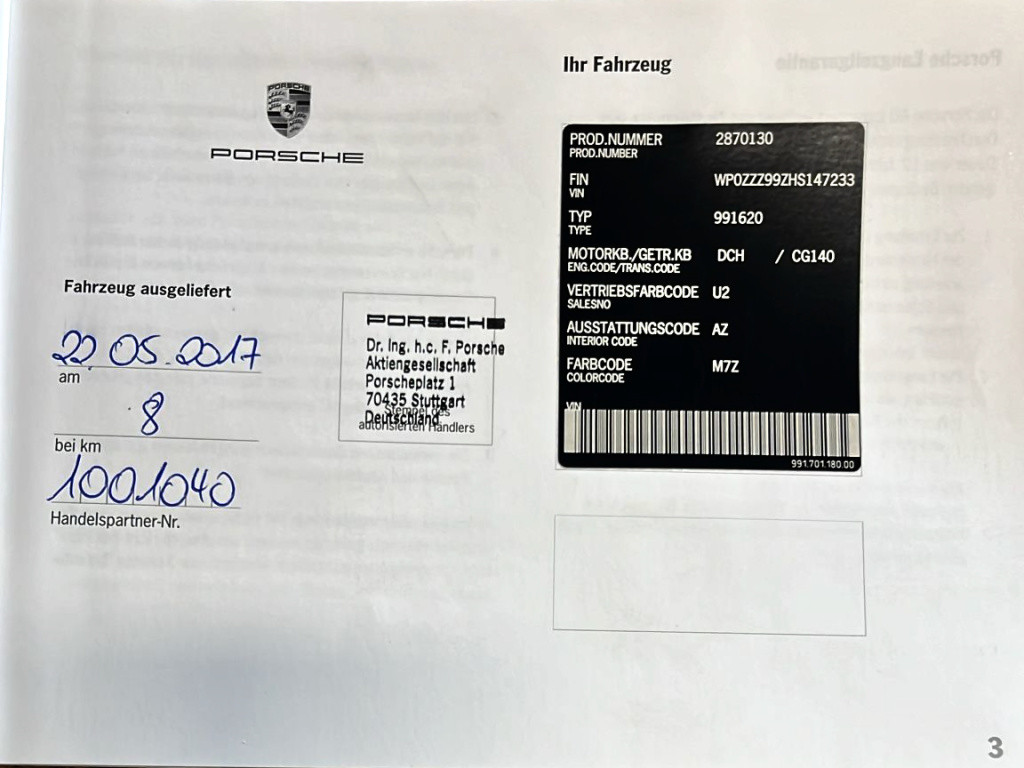 PORSCHE
PORSCHE
Fahrzeug ausgeliefert
22.05.2017
am
8
bei km
1001040
Handelspartner-Nr.
PORSCHE
Dr. Ing. h.c. F. Porsche
Aktiengesellschaft
Porscheplatz 1
70435 Stuttgart
Deutschland
Stempel des
autorisierten Händlers
Ihr Fahrzeug
PROD.NUMMER 2870130
PROD.NUMBER
FIN WP0ZZZ99ZHS147233
VIN
TYP 991620
TYPE
MOTORKB./GETR.KB DCH / CG140
ENG.CODE/TRANS.CODE
VERTRIEBSFARBCODE U2
SALESNO
AUSSTATTUNGSCODE AZ
INTERIOR CODE
FARBCODE M7Z
COLORCODE
VIN
991.701.180.00
3
Porsche Langzeitgarantie